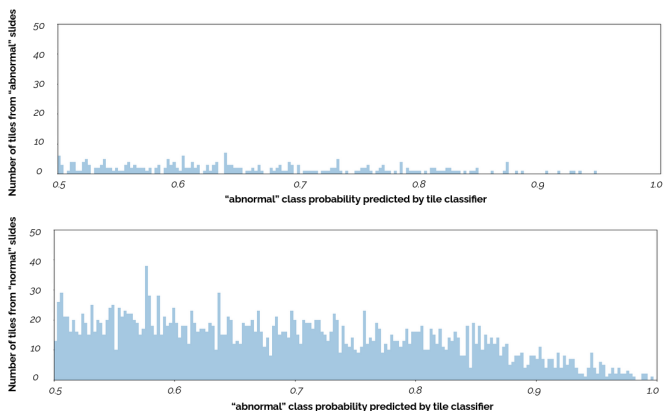 Number of tiles from “abnormal” slides
50
40
30
20
10
0
0.5 0.6 0.7 0.8 0.9 1.0
“abnormal” class probability predicted by tile classifier
Number of tiles from “normal” slides
50
40
30
20
10
0
0.5 0.6 0.7 0.8 0.9 1.0
“abnormal” class probability predicted by tile classifier